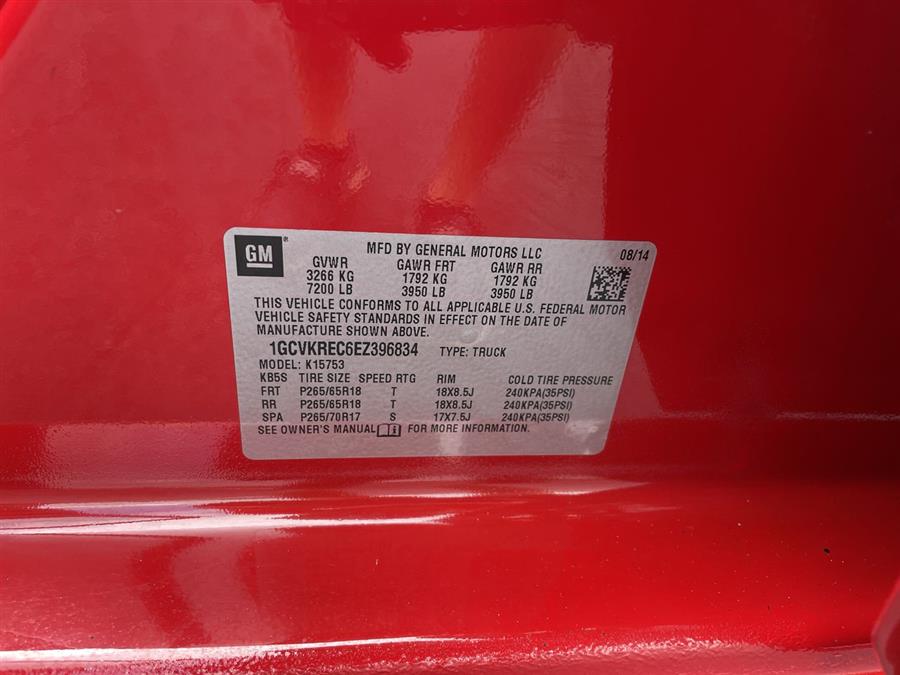 GM® MFD BY GENERAL MOTORS LLC 08/14
GVWR GAWR FRT GAWR RR
3266 KG 1792 KG 1792 KG
7200 LB 3950 LB 3950 LB
THIS VEHICLE CONFORMS TO ALL APPLICABLE U.S. FEDERAL MOTOR
VEHICLE SAFETY STANDARDS IN EFFECT ON THE DATE OF
MANUFACTURE SHOWN ABOVE.
1GCVKREC6EZ396834 TYPE: TRUCK
MODEL: K15753
KB5S TIRE SIZE SPEED RTG RIM COLD TIRE PRESSURE
FRT P265/65R18 T 18X8.5J 240KPA(35PSI)
RR P265/65R18 T 18X8.5J 240KPA(35PSI)
SPA P265/70R17 S 17X7.5J 240KPA(35PSI)
SEE OWNER'S MANUAL FOR MORE INFORMATION.